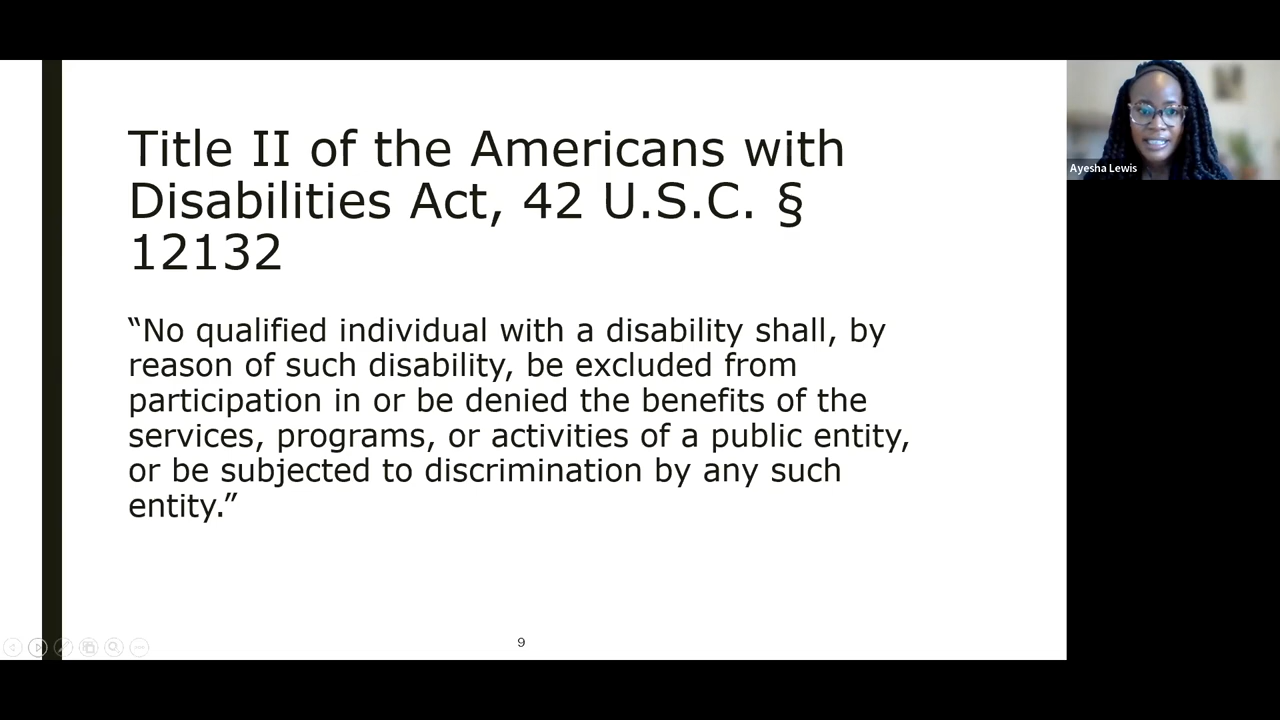 Title II of the Americans with
Disabilities Act, 42 U.S.C. §
12132
“No qualified individual with a disability shall, by
reason of such disability, be excluded from
participation in or be denied the benefits of the
services, programs, or activities of a public entity,
or be subjected to discrimination by any such
entity.”
9
Ayesha Lewis